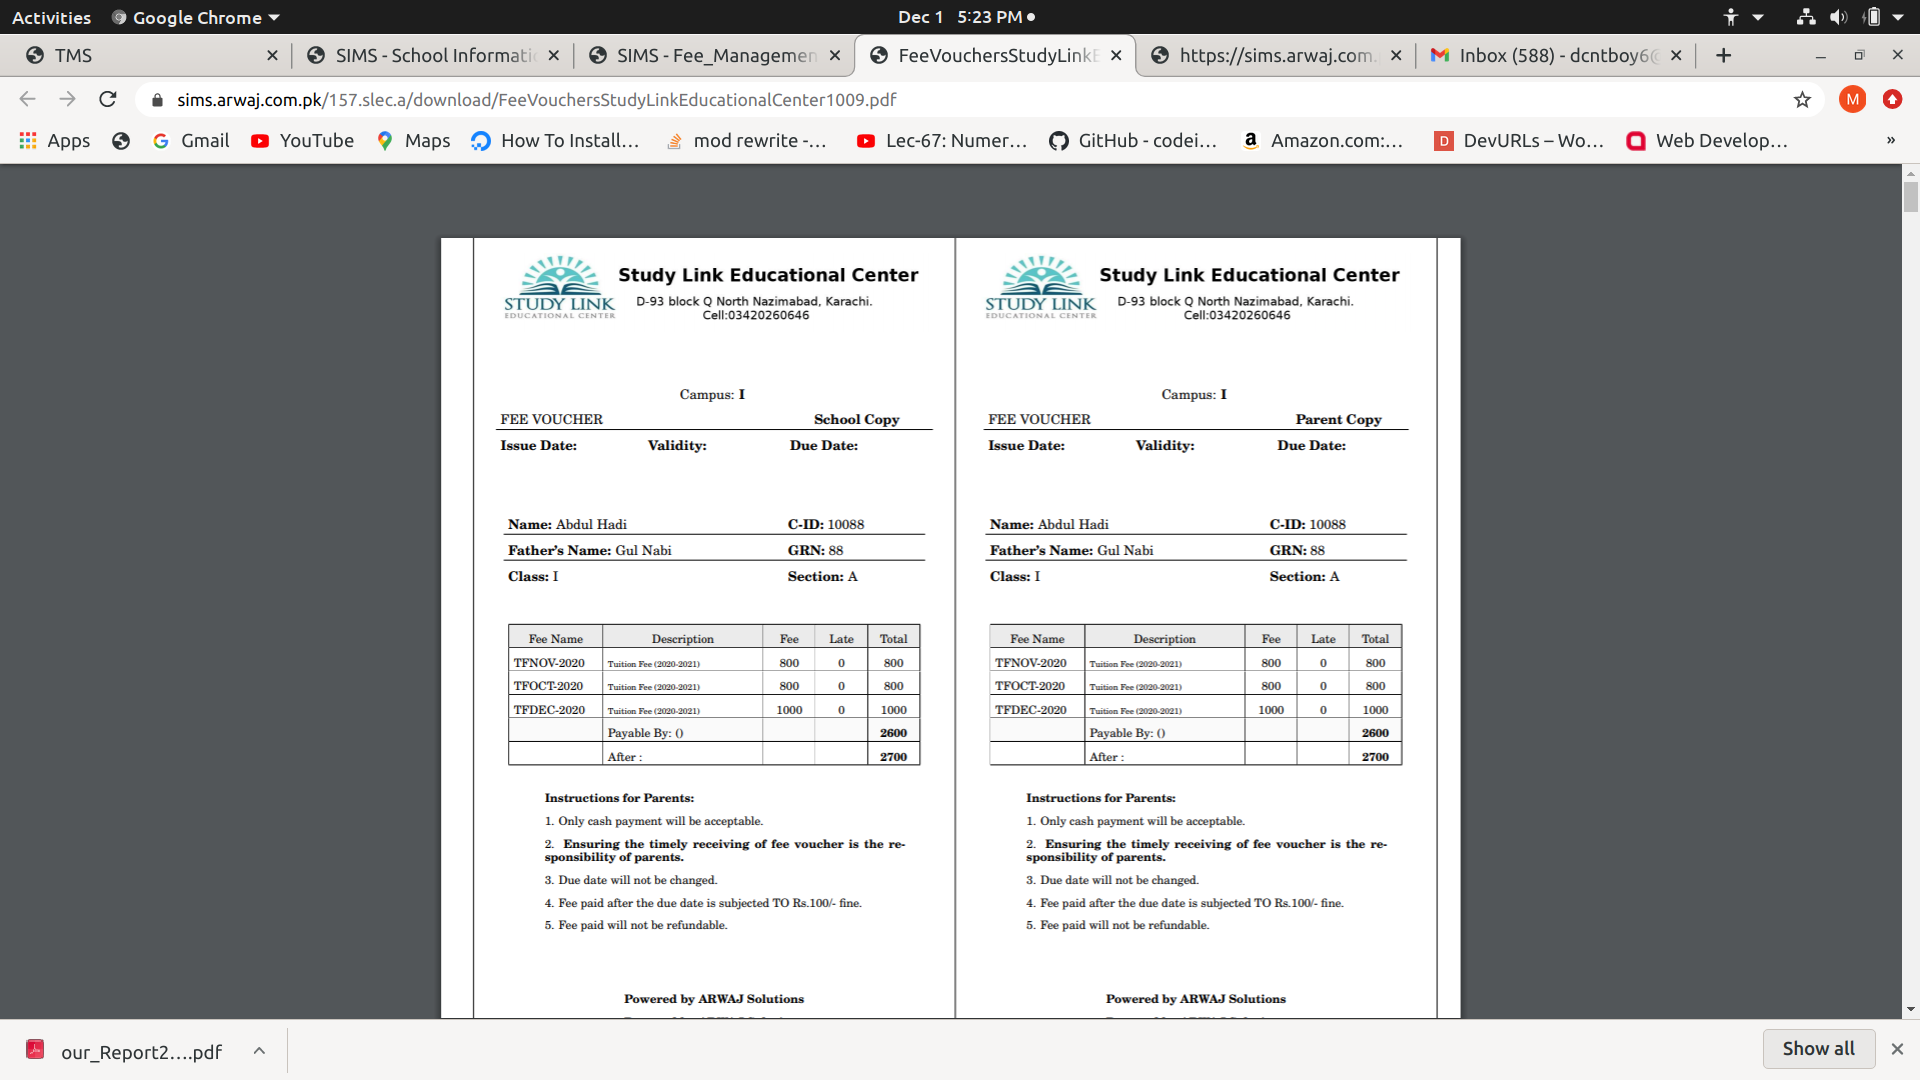 Activities Google Chrome Dec 1 5:23 PM
TMS SIMS - School Informati SIMS - Fee_Managemen FeeVouchersStudyLinkE https://sims.arwaj.com. Inbox (588) - dcntboy6@
sims.arwaj.com.pk/157.slec.a/download/FeeVouchersStudyLinkEducationalCenter1009.pdf M
Apps Gmail YouTube Maps How To Install... mod rewrite -... Lec-67: Numer... GitHub - codei... Amazon.com:... DevURLs – Wo... Web Develop... »
STUDY LINK
EDUCATIONAL CENTER
Study Link Educational Center
D-93 block Q North Nazimabad, Karachi.
Cell:03420260646
Campus: I
FEE VOUCHER School Copy
Issue Date: Validity: Due Date:
Name: Abdul Hadi C-ID: 10088
Father's Name: Gul Nabi GRN: 88
Class: I Section: A
Fee Name Description Fee Late Total
TFNOV-2020 Tuition Fee (2020-2021) 800 0 800
TFOCT-2020 Tuition Fee (2020-2021) 800 0 800
TFDEC-2020 Tuition Fee (2020-2021) 1000 0 1000
Payable By: () 2600
After : 2700
Instructions for Parents:
1. Only cash payment will be acceptable.
2. Ensuring the timely receiving of fee voucher is the re-
sponsibility of parents.
3. Due date will not be changed.
4. Fee paid after the due date is subjected TO Rs.100/- fine.
5. Fee paid will not be refundable.
Powered by ARWAJ Solutions
STUDY LINK
EDUCATIONAL CENTER
Study Link Educational Center
D-93 block Q North Nazimabad, Karachi.
Cell:03420260646
Campus: I
FEE VOUCHER Parent Copy
Issue Date: Validity: Due Date:
Name: Abdul Hadi C-ID: 10088
Father's Name: Gul Nabi GRN: 88
Class: I Section: A
Fee Name Description Fee Late Total
TFNOV-2020 Tuition Fee (2020-2021) 800 0 800
TFOCT-2020 Tuition Fee (2020-2021) 800 0 800
TFDEC-2020 Tuition Fee (2020-2021) 1000 0 1000
Payable By: () 2600
After : 2700
Instructions for Parents:
1. Only cash payment will be acceptable.
2. Ensuring the timely receiving of fee voucher is the re-
sponsibility of parents.
3. Due date will not be changed.
4. Fee paid after the due date is subjected TO Rs.100/- fine.
5. Fee paid will not be refundable.
Powered by ARWAJ Solutions
our_Report2....pdf Show all